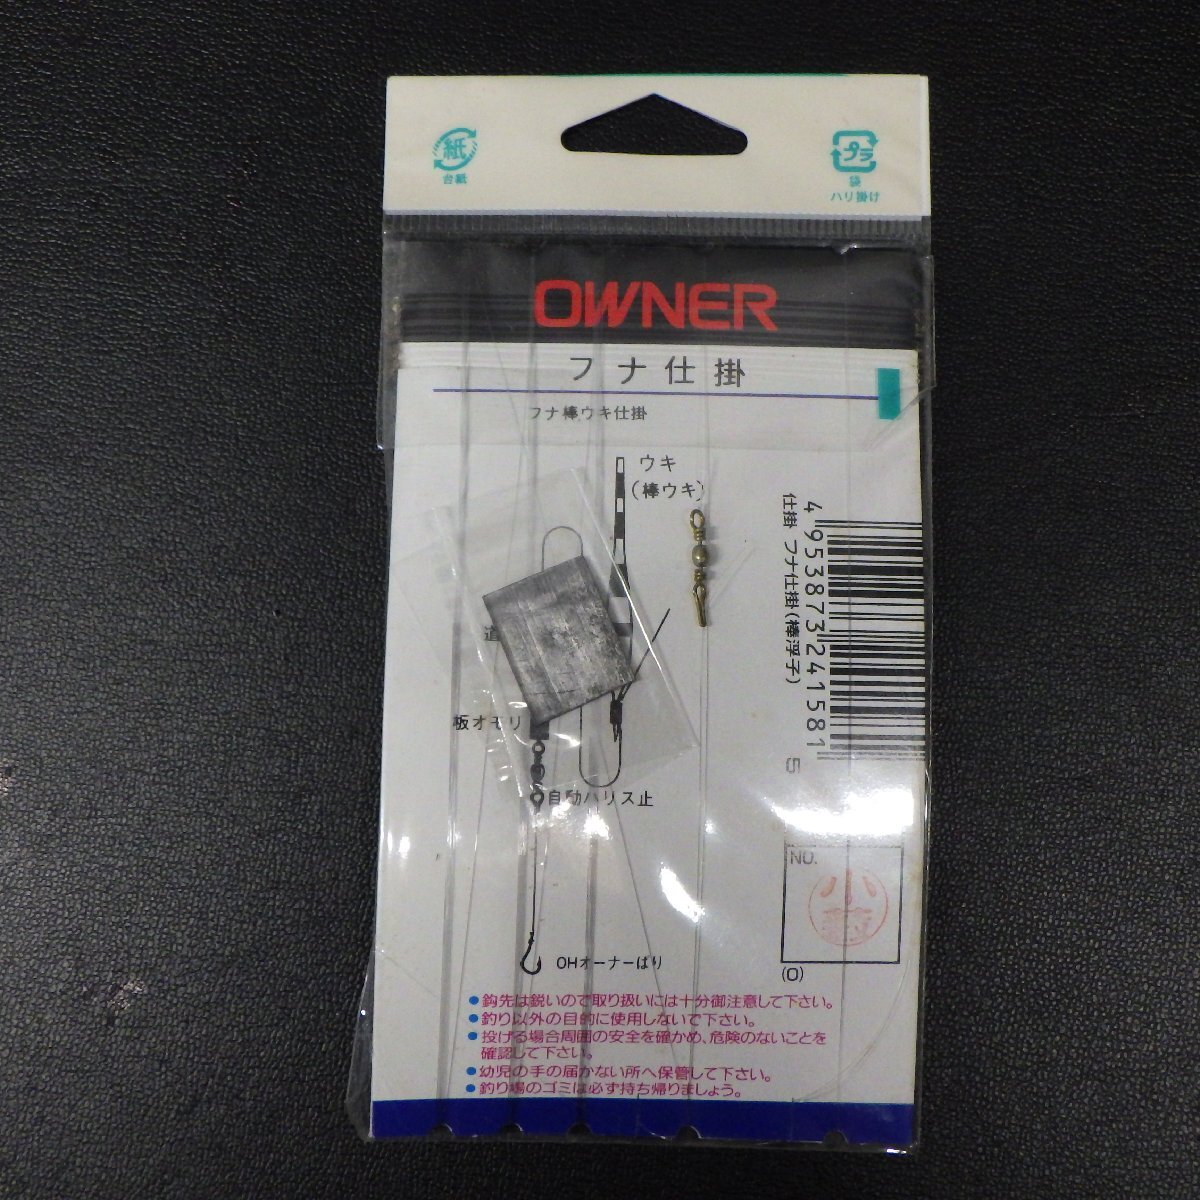 紙
台紙
プラ
袋
ハリ掛け
OWNER
フナ仕掛
フナ棒ウキ仕掛
ウキ
(棒ウキ)
道
板オモリ
自動ハリス止
OHオーナーばり
仕掛 フナ仕掛(棒浮子)
4 953873 241581
5
NO.
(O)
●鈎先は鋭いので取り扱いには十分御注意して下さい。
●釣り以外の目的に使用しないで下さい。
●投げる場合周囲の安全を確かめ、危険のないことを
確認して下さい。
●幼児の手の届かない所へ保管して下さい。
●釣り場のゴミは必ず持ち帰りましょう。